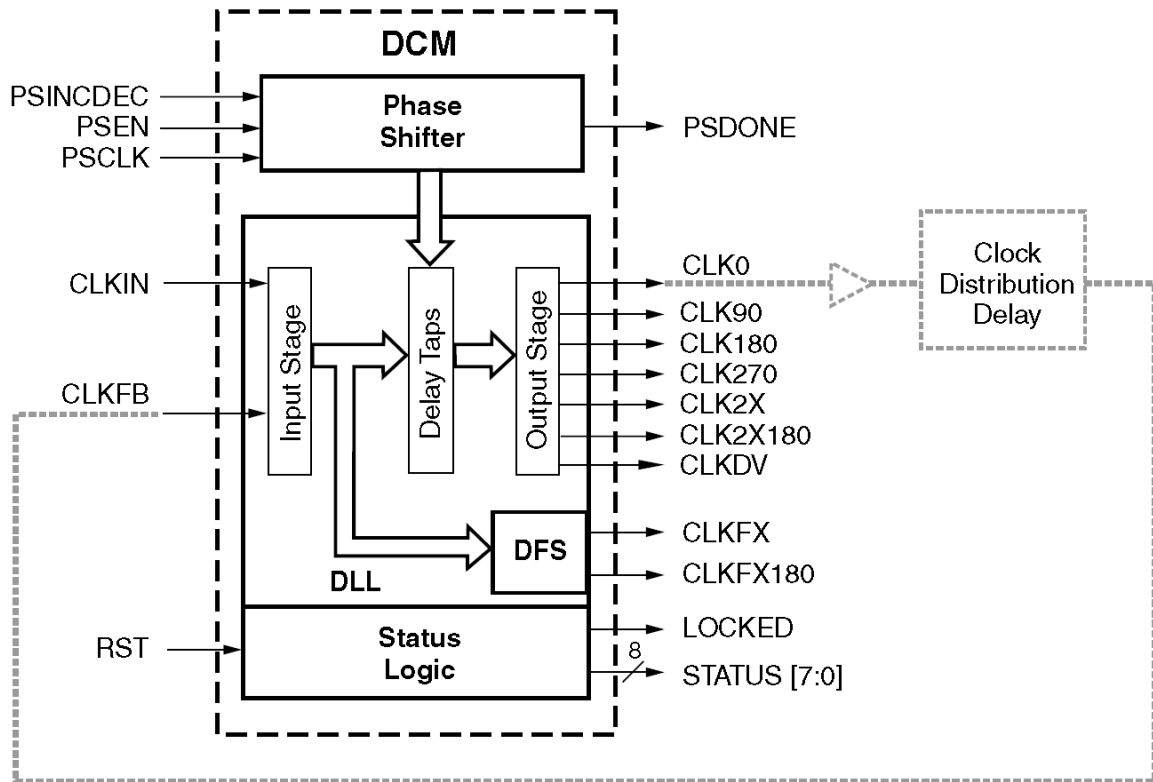 DCM
PSINCDEC
PSEN
PSCLK
Phase
Shifter
PSDONE
CLKIN
CLKFB
Input Stage
Delay Taps
Output Stage
CLK0
CLK90
CLK180
CLK270
CLK2X
CLK2X180
CLKDV
Clock
Distribution
Delay
DFS
CLKFX
CLKFX180
DLL
RST
Status
Logic
LOCKED
8
STATUS [7:0]